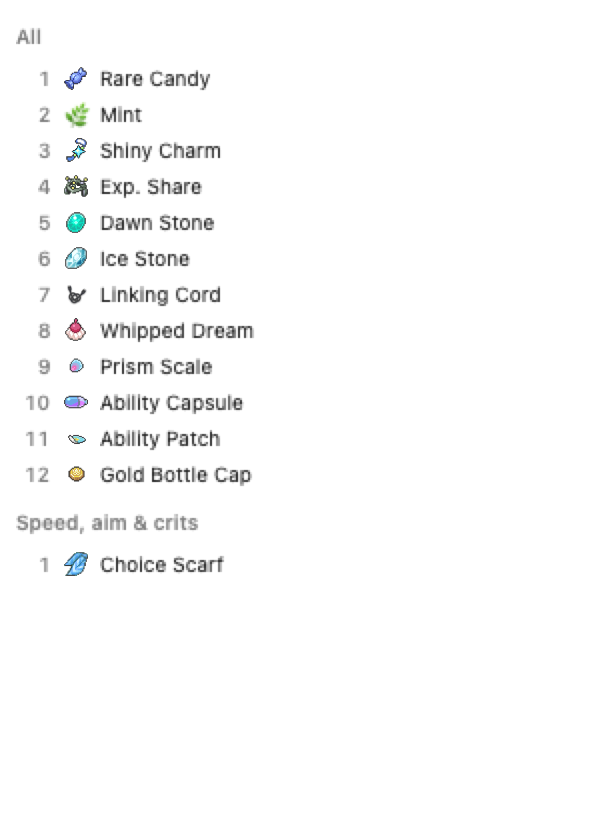 All
1 Rare Candy
2 Mint
3 Shiny Charm
4 Exp. Share
5 Dawn Stone
6 Ice Stone
7 Linking Cord
8 Whipped Dream
9 Prism Scale
10 Ability Capsule
11 Ability Patch
12 Gold Bottle Cap
Speed, aim & crits
1 Choice Scarf